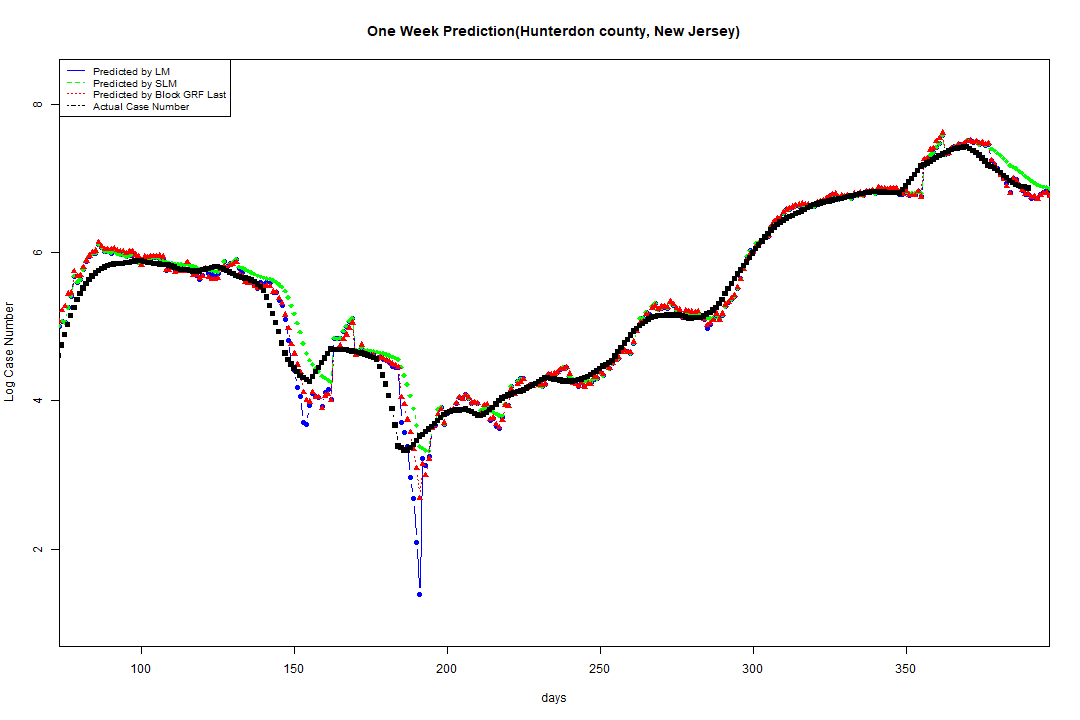 One Week Prediction(Hunterdon county, New Jersey)
Predicted by LM
Predicted by SLM
Predicted by Block GRF Last
Actual Case Number
8
6
4
2
Log Case Number
100 150 200 250 300 350
days